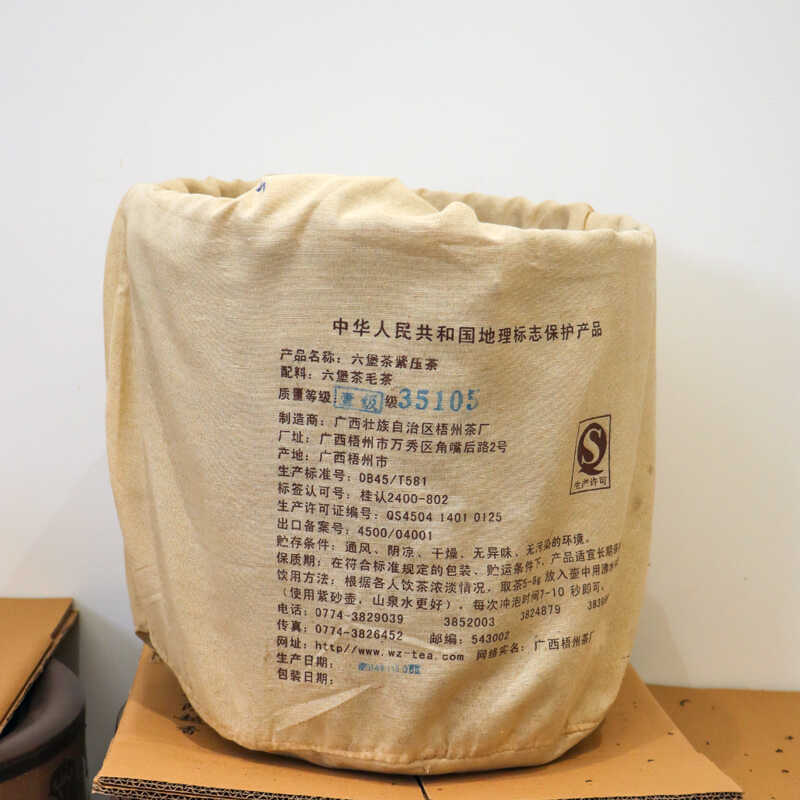 中华人民共和国地理标志保护产品
产品名称：六堡茶紧压茶
配料：六堡茶毛茶
质量等级 壹级 级 35105
制造商：广西壮族自治区梧州茶厂
厂址：广西梧州市万秀区角嘴后路2号
产地：广西梧州市
生产标准号：DB45/T581
标签认可号：桂认2400-802
生产许可证编号：QS4504 1401 0125
出口备案号：4500/04001
贮存条件：通风、阴凉、干燥、无异味、无污染的环境。
保质期：在符合标准规定的包装、贮运条件下，产品适宜长期
饮用方法：根据各人饮茶浓淡情况，取茶5-8g 放入壶中用沸水
（使用紫砂壶，山泉水更好），每次冲泡时间7-10 秒即可。
电话：0774-3829039 3852003 3824879
传真：0774-3826452 邮编：543002
网址：http//www.wz-tea.com 网络实名：广西梧州茶厂
生产日期：
包装日期：
QS
生产许可